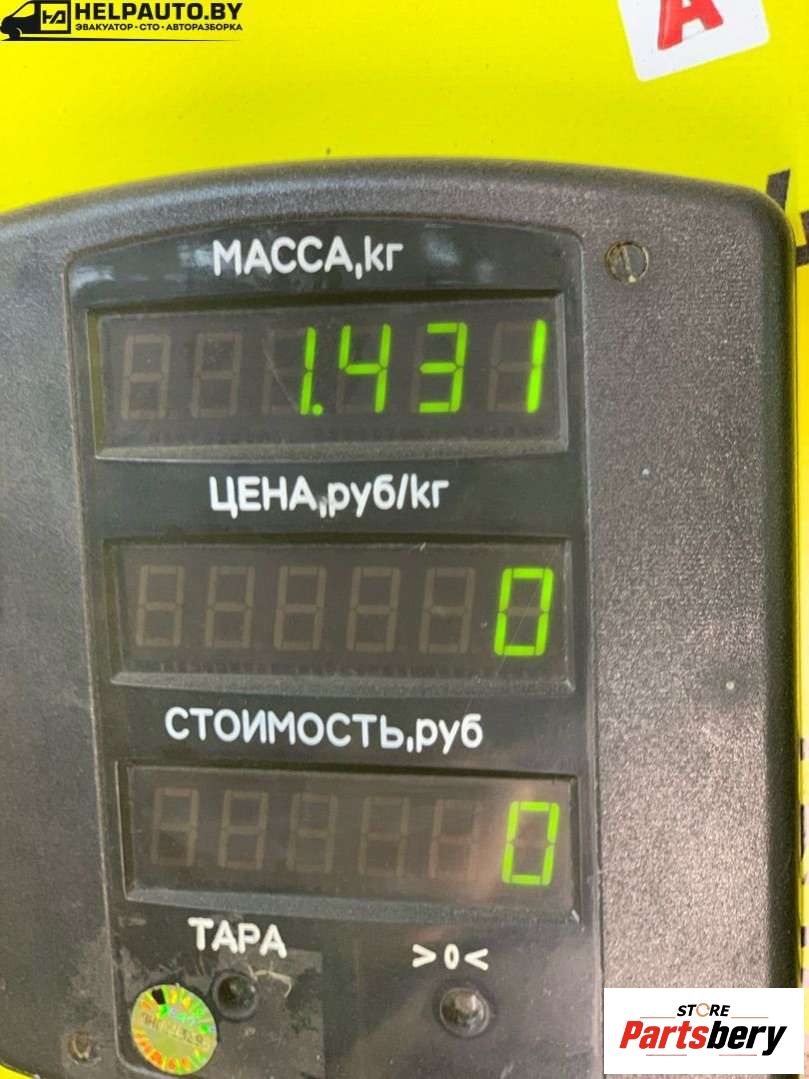 HELPAUTO.BY
ЭВАКУАТОР · СТО · АВТОРАЗБОРКА
А
МАССА,кг
1.431
ЦЕНА,руб/кг
0
СТОИМОСТЬ,руб
0
ТАРА
>0<
STORE
Partsbery